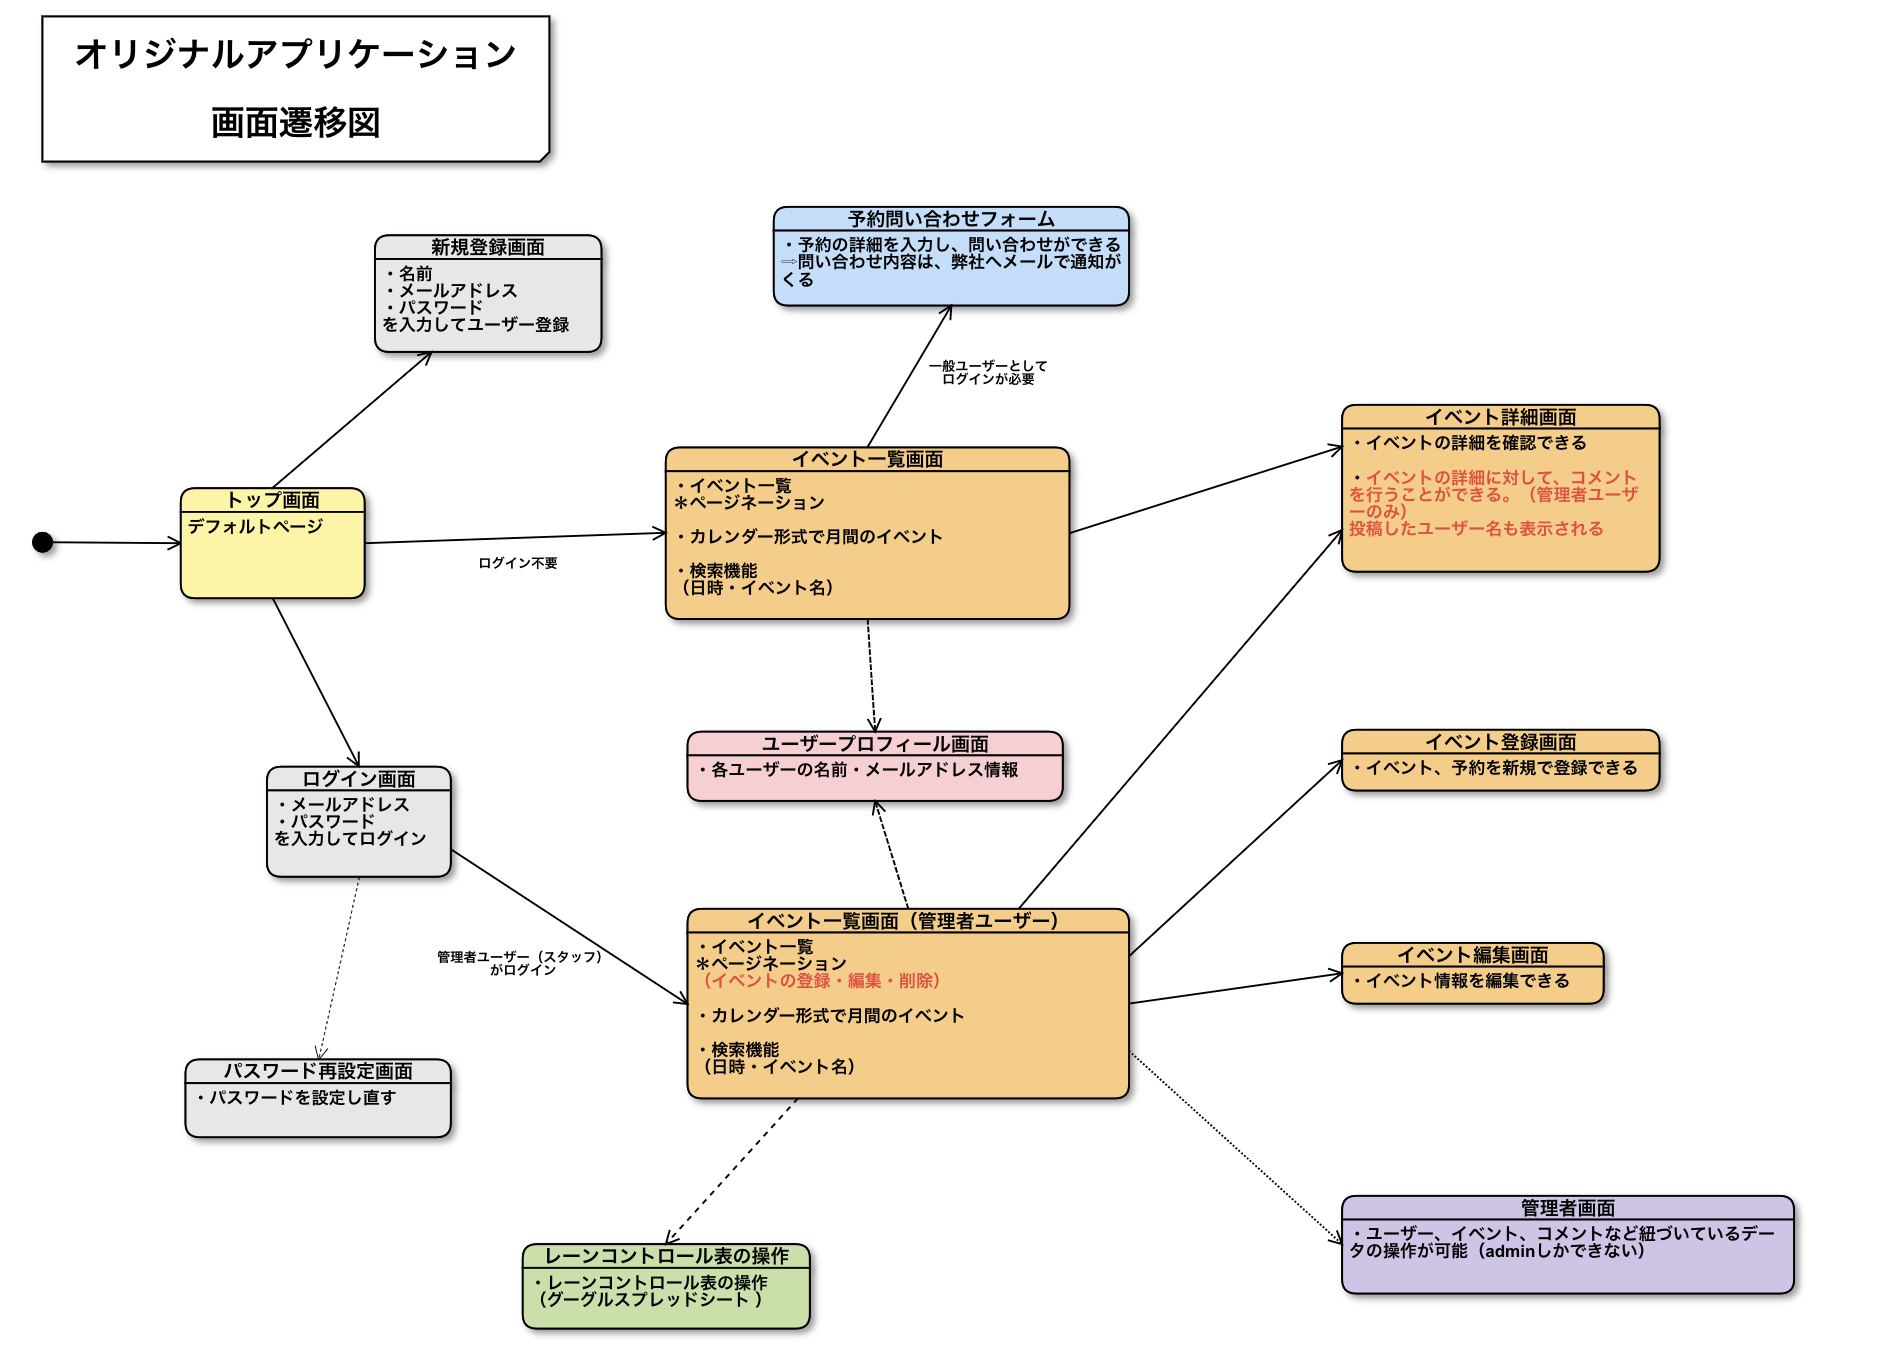 オリジナルアプリケーション
画面遷移図
予約問い合わせフォーム
・予約の詳細を入力し、問い合わせができる
⇨問い合わせ内容は、弊社へメールで通知が
くる
新規登録画面
・名前
・メールアドレス
・パスワード
を入力してユーザー登録
一般ユーザーとして
ログインが必要
イベント詳細画面
・イベントの詳細を確認できる
・イベントの詳細に対して、コメント
を行うことができる。（管理者ユーザ
ーのみ）
投稿したユーザー名も表示される
イベント一覧画面
・イベント一覧
＊ページネーション
・カレンダー形式で月間のイベント
・検索機能
（日時・イベント名）
トップ画面
デフォルトページ
ログイン不要
ユーザープロフィール画面
・各ユーザーの名前・メールアドレス情報
イベント登録画面
・イベント、予約を新規で登録できる
ログイン画面
・メールアドレス
・パスワード
を入力してログイン
管理者ユーザー（スタッフ）
がログイン
イベント一覧画面（管理者ユーザー）
・イベント一覧
＊ページネーション
（イベントの登録・編集・削除）
・カレンダー形式で月間のイベント
・検索機能
（日時・イベント名）
イベント編集画面
・イベント情報を編集できる
パスワード再設定画面
・パスワードを設定し直す
管理者画面
・ユーザー、イベント、コメントなど紐づいているデー
タの操作が可能（adminしかできない）
レーンコントロール表の操作
・レーンコントロール表の操作
（グーグルスプレッドシート ）